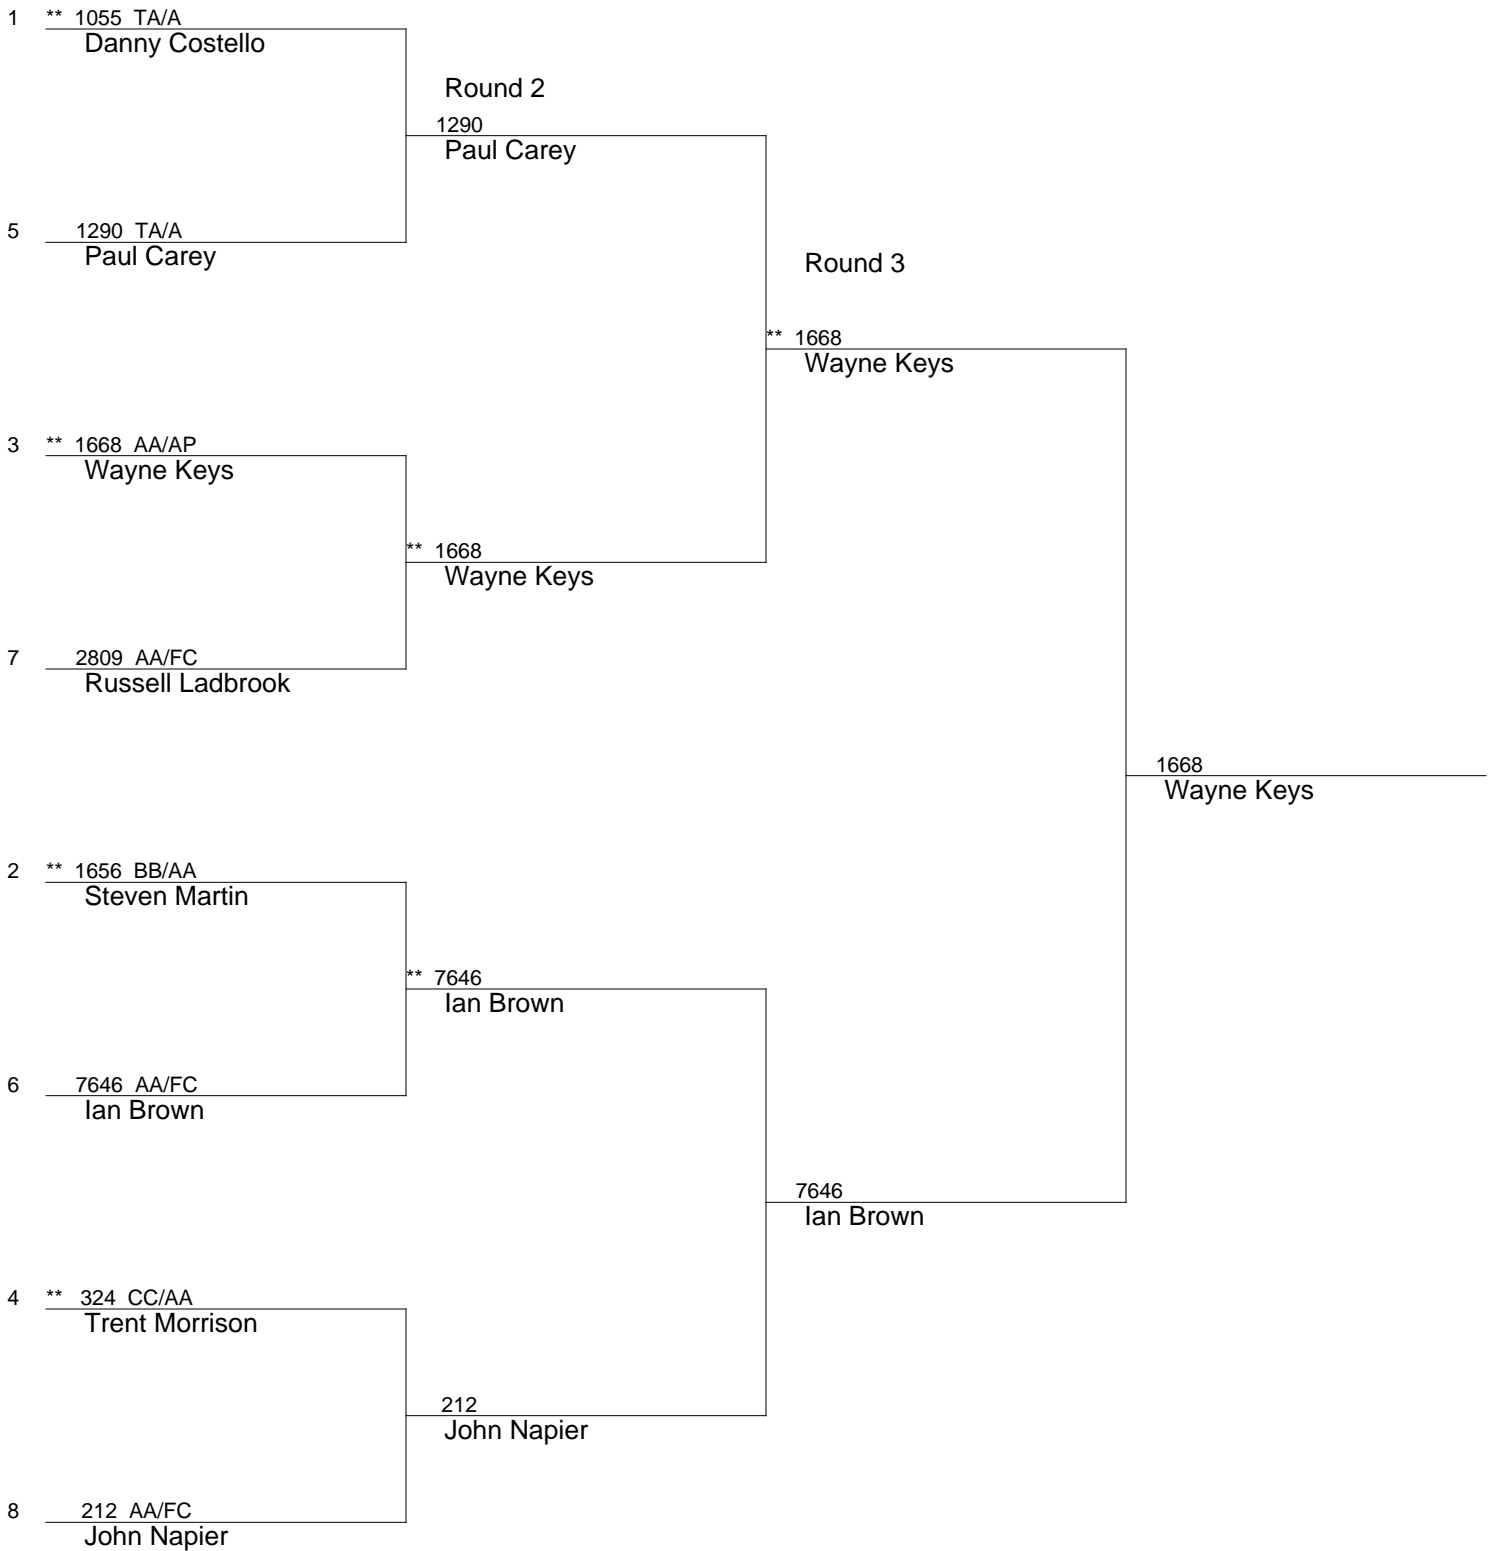 1 ** 1055 TA/A
Danny Costello
Round 2
1290
Paul Carey
5 1290 TA/A
Paul Carey
Round 3
** 1668
Wayne Keys
3 ** 1668 AA/AP
Wayne Keys
** 1668
Wayne Keys
7 2809 AA/FC
Russell Ladbrook
1668
Wayne Keys
2 ** 1656 BB/AA
Steven Martin
** 7646
Ian Brown
6 7646 AA/FC
Ian Brown
7646
Ian Brown
4 ** 324 CC/AA
Trent Morrison
212
John Napier
8 212 AA/FC
John Napier